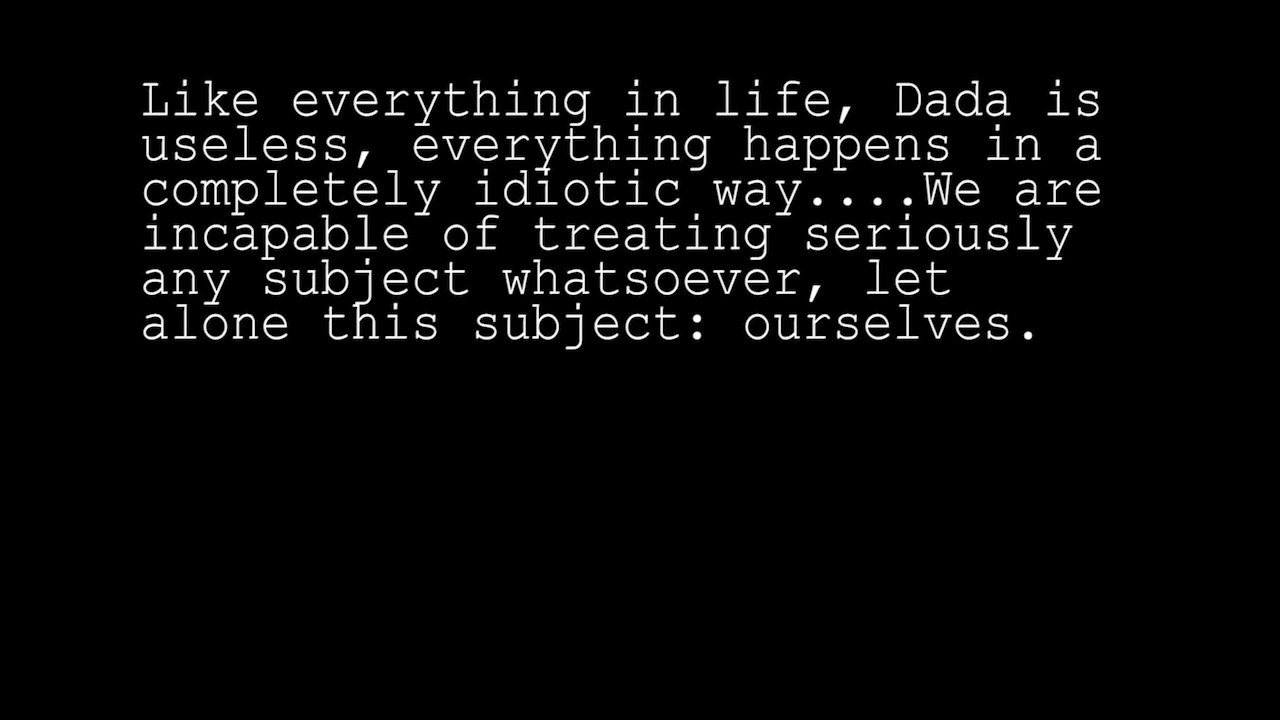 Like everything in life, Dada is
useless, everything happens in a
completely idiotic way....We are
incapable of treating seriously
any subject whatsoever, let
alone this subject: ourselves.